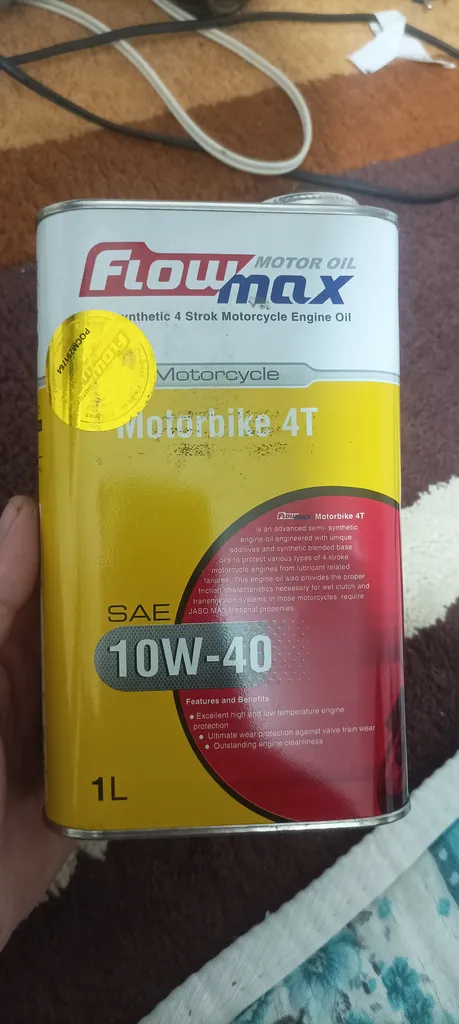 Flow MOTOR OIL
max
ynthetic 4 Strok Motorcycle Engine Oil
Motorcycle
POCM291764
Motorbike 4T
Flowmax Motorbike 4T
is an advanced semi- synthetic
engine oil engineered with unique
additives and synthetic blended base
oils to protect various types of 4 stroke
motorcycle engines from lubricant related
failures. This engine oil also provides the proper
friction characteristics necessary for wet clutch and
transmission systems in those motorcycles require
JASO MA2 frictional properties.
SAE
10W-40
Features and Benefits
● Excellent high and low temperature engine
protection
● Ultimate wear protection against valve train wear
● Outstanding engine cleanliness
1L